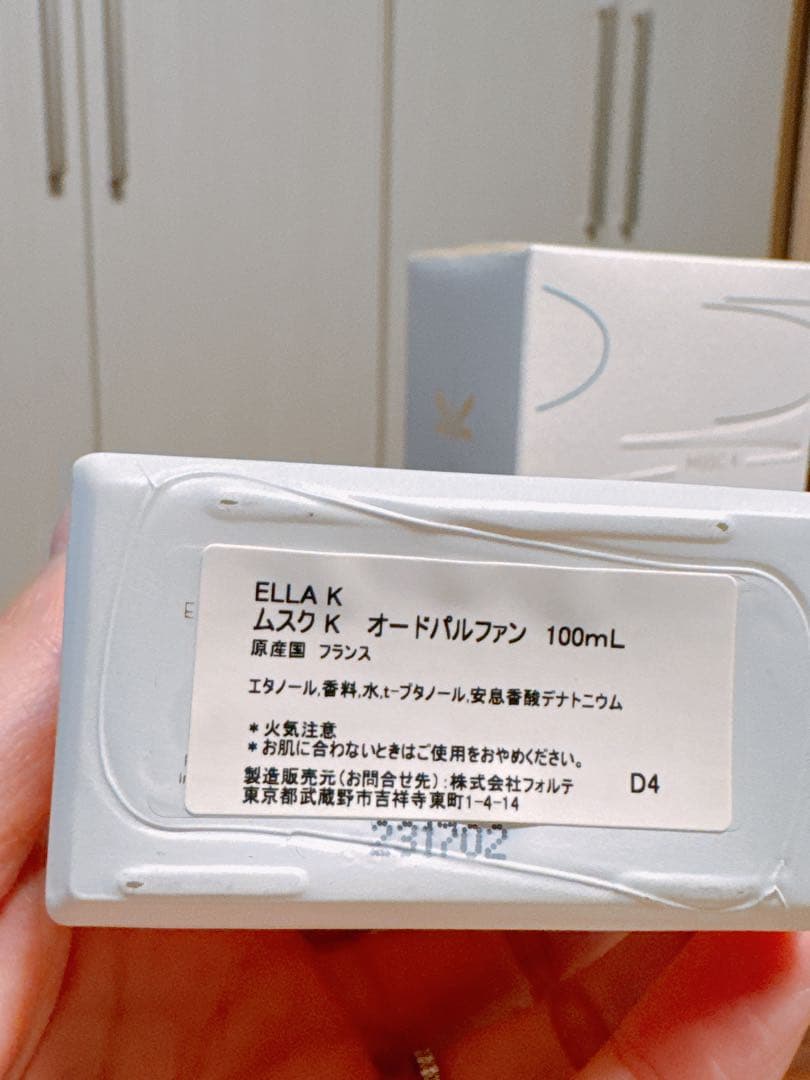 MUSC K
ELLA K
ムスク K　オードパルファン　100mL
原産国　フランス
エタノール,香料,水,t-ブタノール,安息香酸デナトニウム
＊火気注意
＊お肌に合わないときはご使用をおやめください。
製造販売元（お問合せ先）：株式会社フォルテ
東京都武蔵野市吉祥寺東町1-4-14
D4
231702